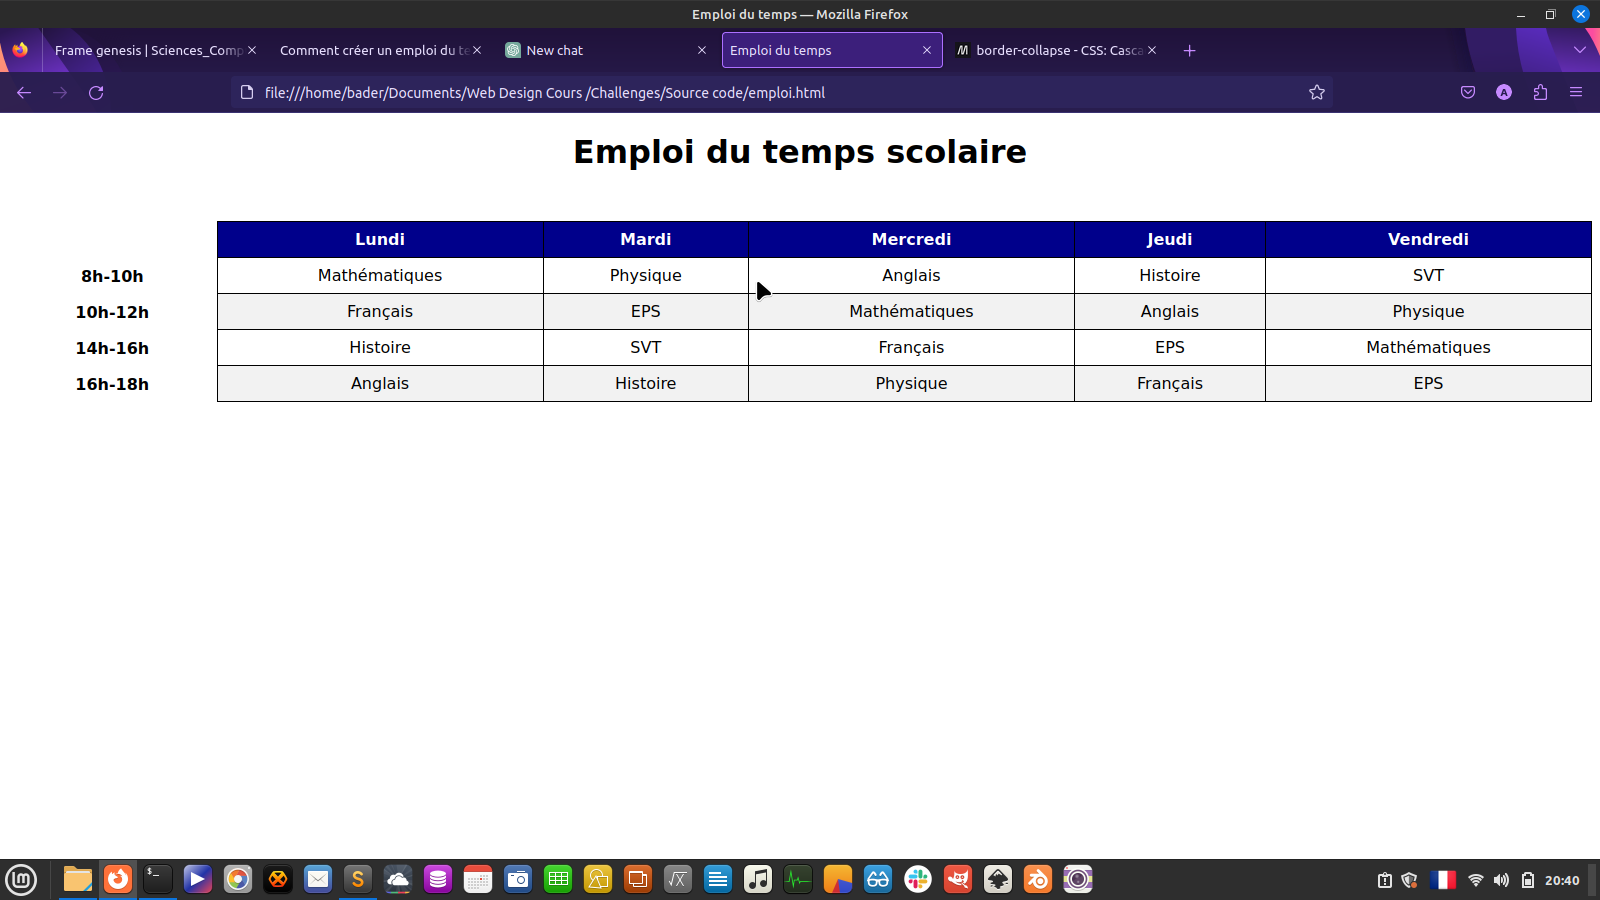 Emploi du temps — Mozilla Firefox
Frame genesis | Sciences_Comp
Comment créer un emploi du te
New chat
Emploi du temps
border-collapse - CSS: Casca
file:///home/bader/Documents/Web Design Cours /Challenges/Source code/emploi.html
A
Emploi du temps scolaire
Lundi Mardi Mercredi Jeudi Vendredi
8h-10h Mathématiques Physique Anglais Histoire SVT
10h-12h Français EPS Mathématiques Anglais Physique
14h-16h Histoire SVT Français EPS Mathématiques
16h-18h Anglais Histoire Physique Français EPS
20:40